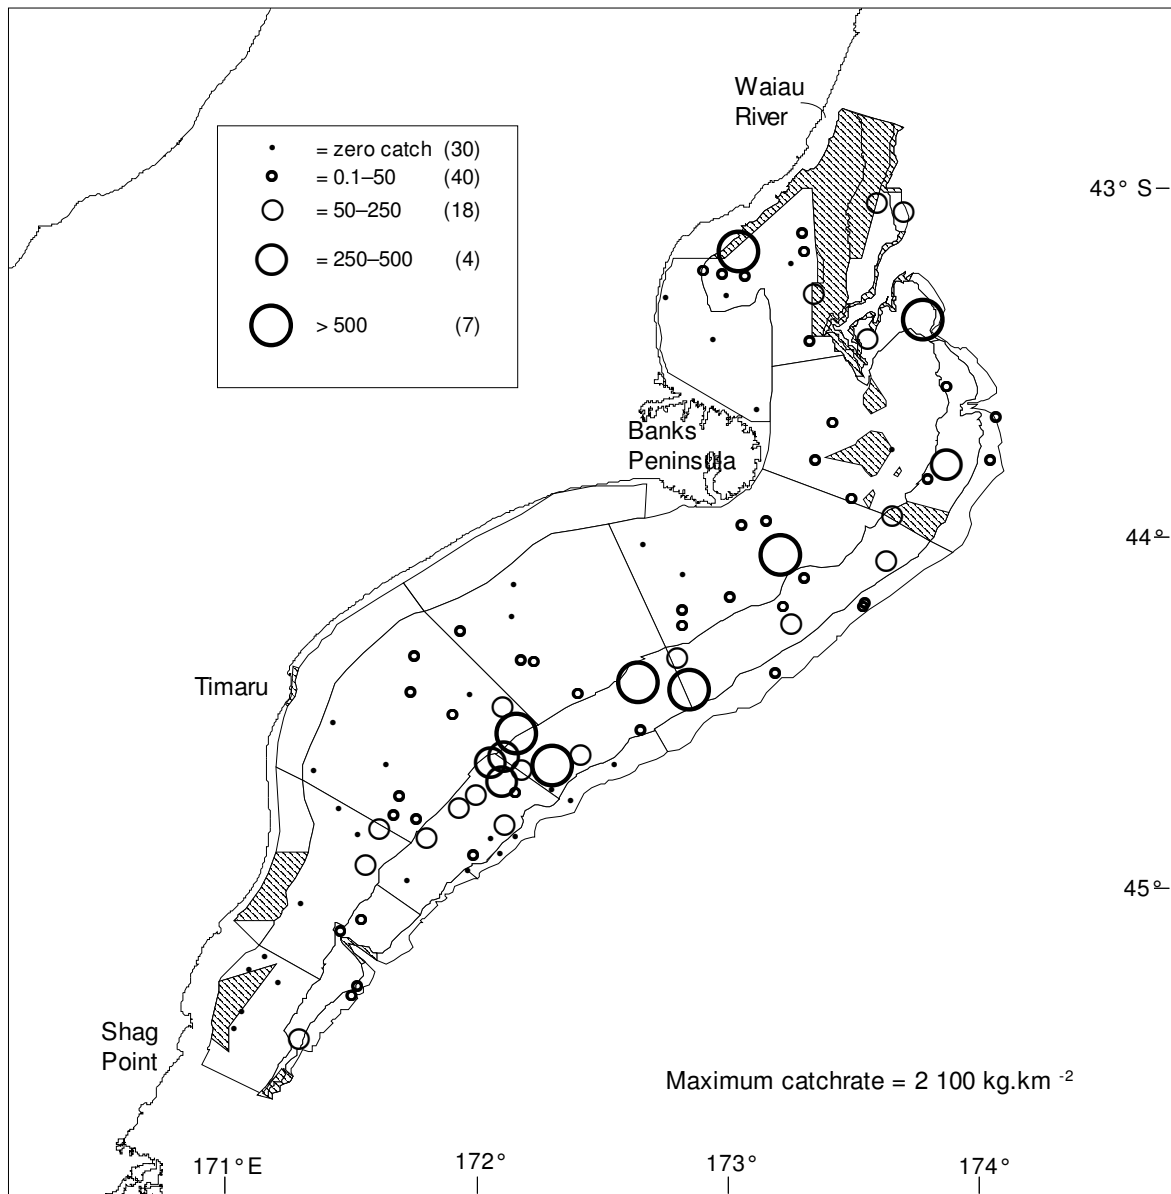 Waiau
River
= zero catch (30)
= 0.1–50 (40)
= 50–250 (18)
= 250–500 (4)
> 500 (7)
43° S
Banks
Peninsula
44°
Timaru
45°
Shag
Point
Maximum catchrate = 2 100 kg.km -2
171° E
172°
173°
174°